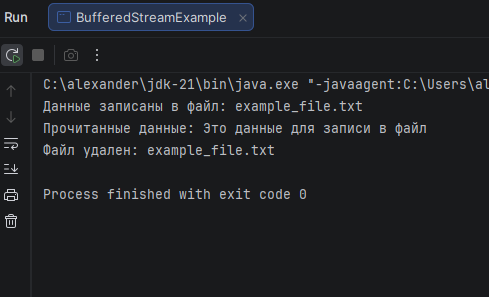 Run
BufferedStreamExample
C:\alexander\jdk-21\bin\java.exe "-javaagent:C:\Users\al
Данные записаны в файл: example_file.txt
Прочитанные данные: Это данные для записи в файл
Файл удален: example_file.txt
Process finished with exit code 0